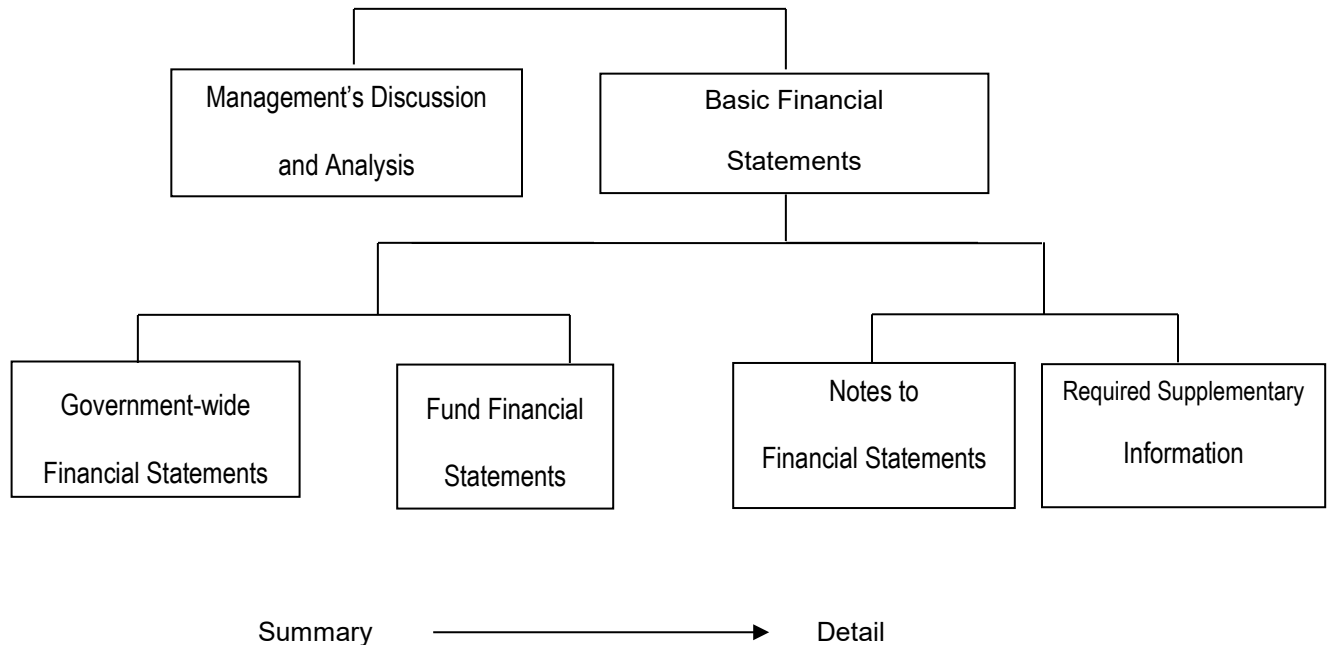 Management’s Discussion
and Analysis
Basic Financial
Statements
Government-wide
Financial Statements
Fund Financial
Statements
Notes to
Financial Statements
Required Supplementary
Information
Summary
Detail